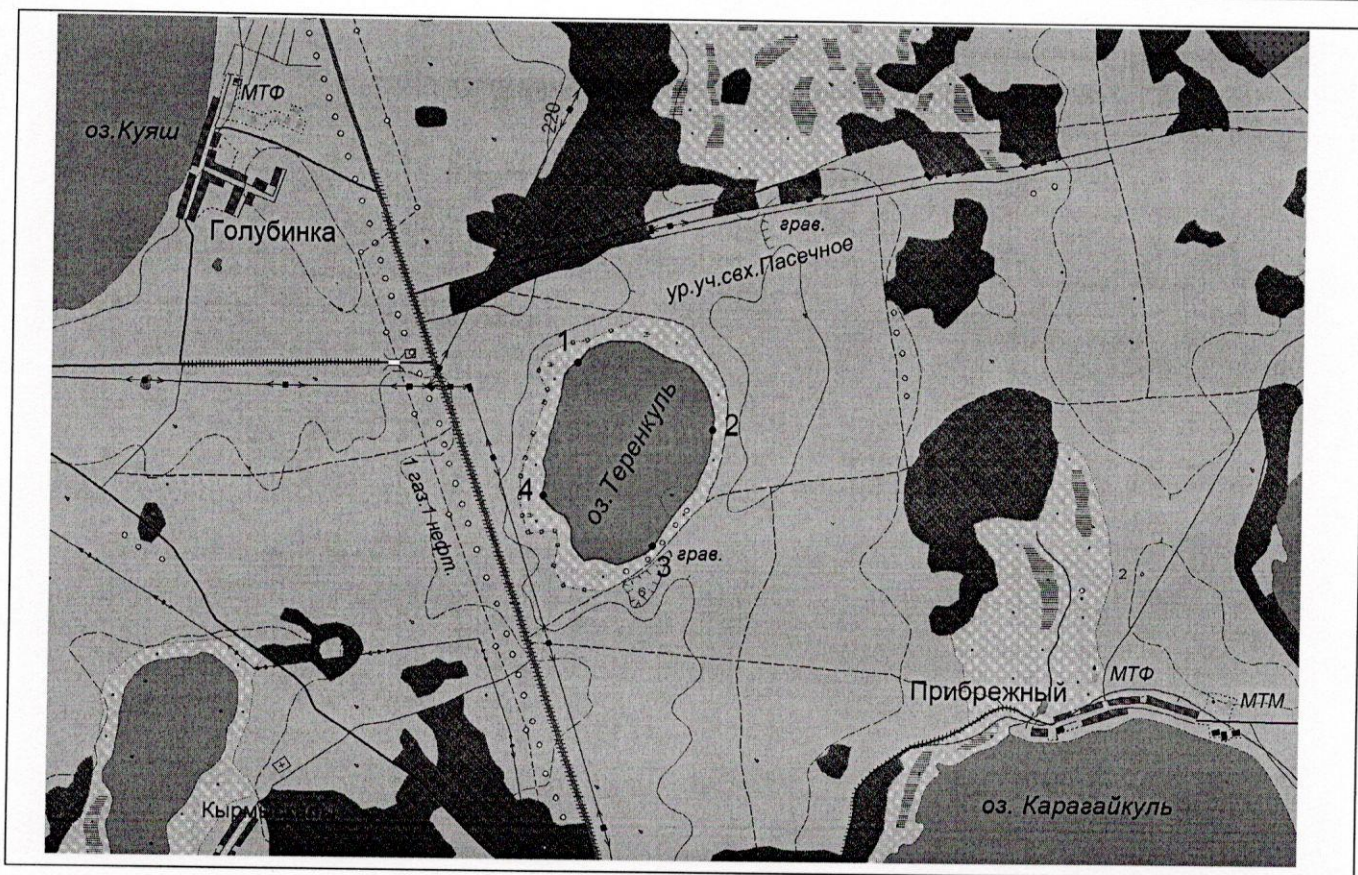 МТФ
220
оз.Куяш
Голубинка
грав.
ур.уч.свх.Пасечное
1
2
оз.Теренкуль
4
1 газ.1 нефт.
грав.
3
2
МТФ
Прибрежный
МТМ
оз. Карагайкуль